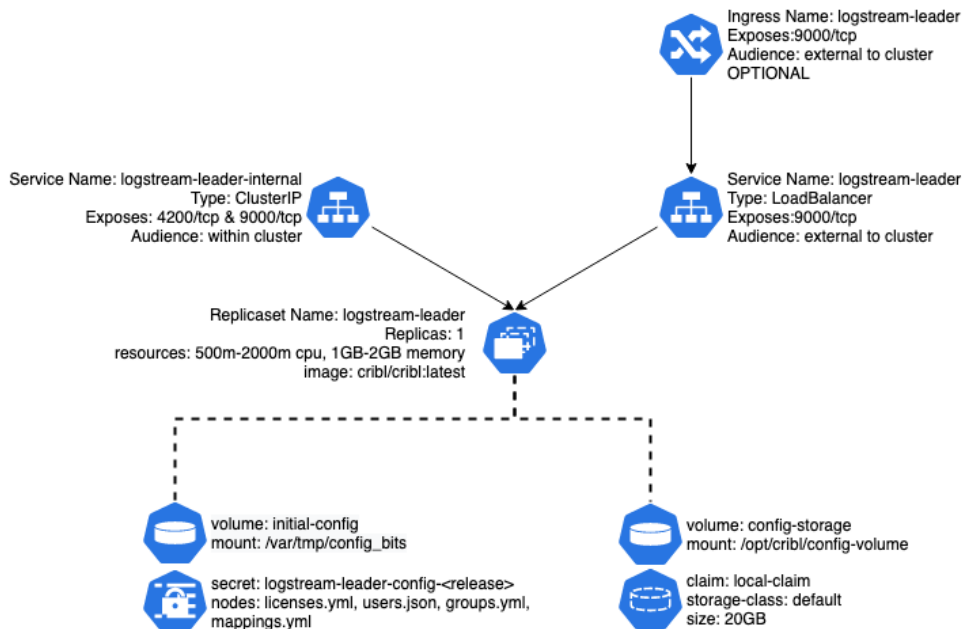 Ingress Name: logstream-leader
Exposes:9000/tcp
Audience: external to cluster
OPTIONAL
Service Name: logstream-leader-internal
Type: ClusterIP
Exposes: 4200/tcp & 9000/tcp
Audience: within cluster
Service Name: logstream-leader
Type: LoadBalancer
Exposes:9000/tcp
Audience: external to cluster
Replicaset Name: logstream-leader
Replicas: 1
resources: 500m-2000m cpu, 1GB-2GB memory
image: cribl/cribl:latest
volume: initial-config
mount: /var/tmp/config_bits
secret: logstream-leader-config-<release>
nodes: licenses.yml, users.json, groups.yml,
mappings.yml
volume: config-storage
mount: /opt/cribl/config-volume
claim: local-claim
storage-class: default
size: 20GB